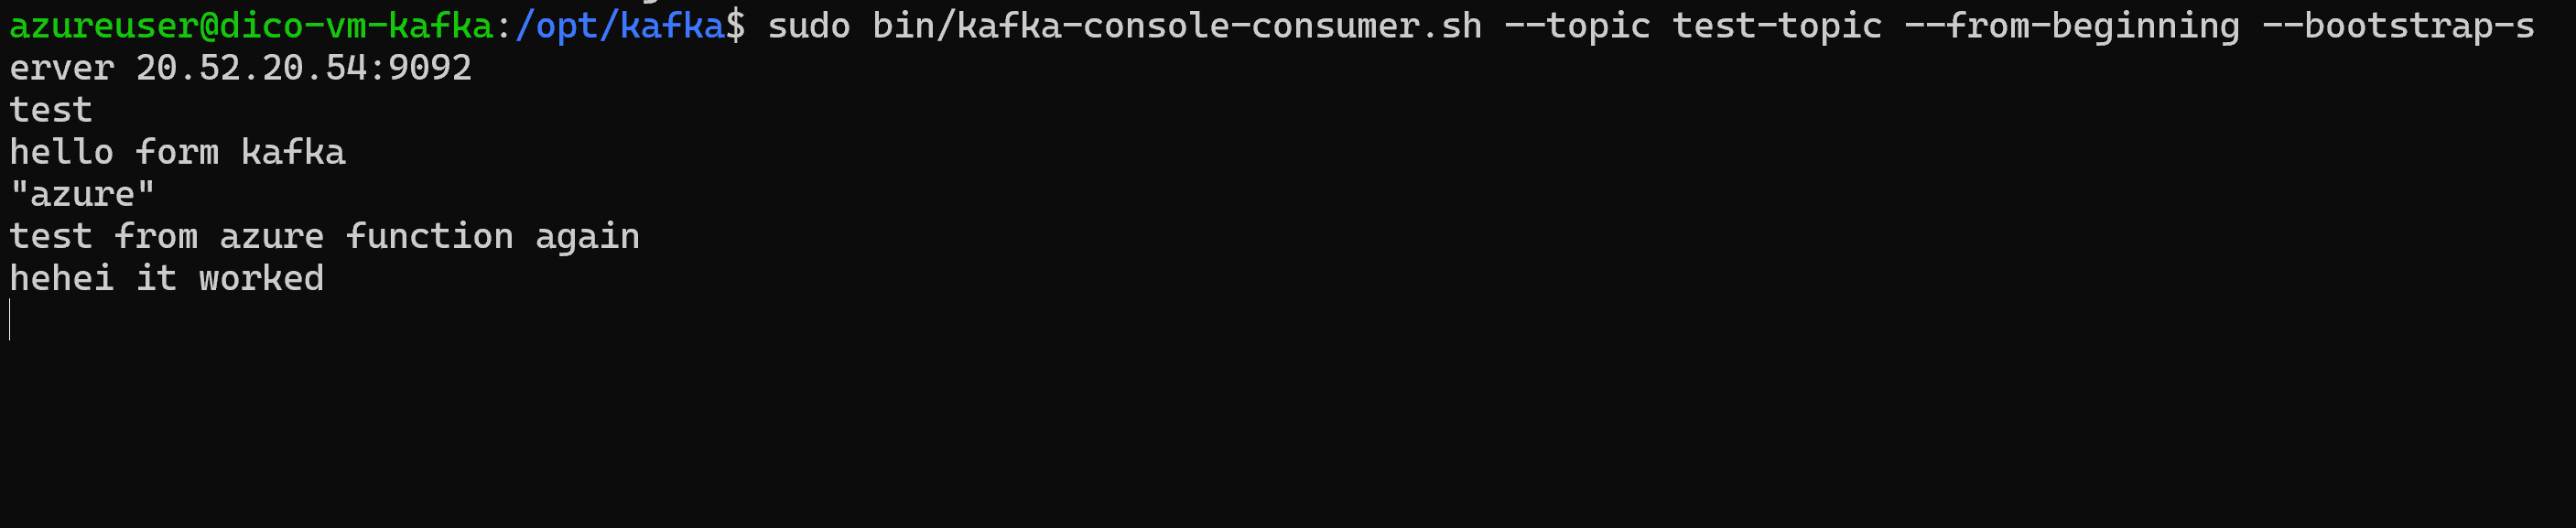 azureuser@dico-vm-kafka:/opt/kafka$ sudo bin/kafka-console-consumer.sh --topic test-topic --from-beginning --bootstrap-s
erver 20.52.20.54:9092
test
hello form kafka
"azure"
test from azure function again
hehei it worked